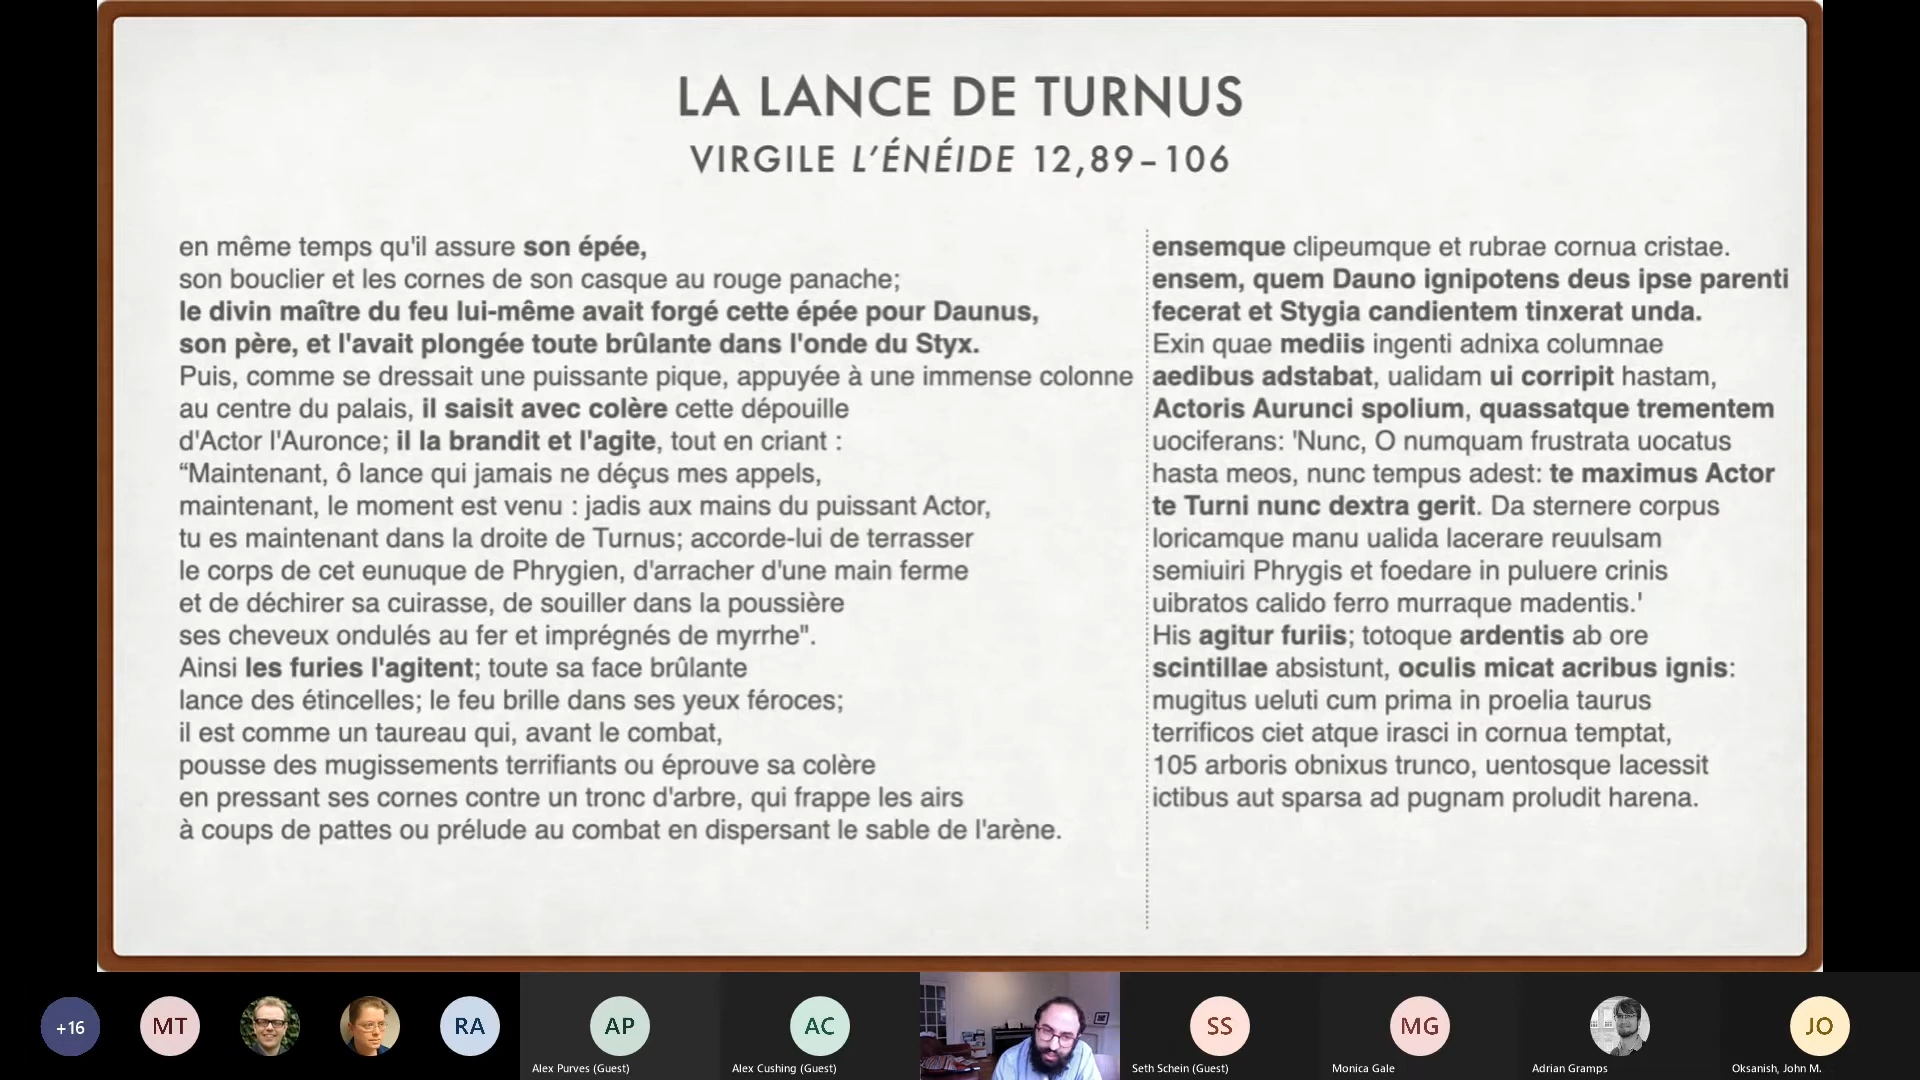 LA LANCE DE TURNUS
VIRGILE L'ÉNÉIDE 12,89–106
en même temps qu'il assure son épée,
son bouclier et les cornes de son casque au rouge panache;
le divin maître du feu lui-même avait forgé cette épée pour Daunus,
son père, et l'avait plongée toute brûlante dans l'onde du Styx.
Puis, comme se dressait une puissante pique, appuyée à une immense colonne
au centre du palais, il saisit avec colère cette dépouille
d'Actor l'Auronce; il la brandit et l'agite, tout en criant :
“Maintenant, ô lance qui jamais ne déçus mes appels,
maintenant, le moment est venu : jadis aux mains du puissant Actor,
tu es maintenant dans la droite de Turnus; accorde-lui de terrasser
le corps de cet eunuque de Phrygien, d'arracher d'une main ferme
et de déchirer sa cuirasse, de souiller dans la poussière
ses cheveux ondulés au fer et imprégnés de myrrhe".
Ainsi les furies l'agitent; toute sa face brûlante
lance des étincelles; le feu brille dans ses yeux féroces;
il est comme un taureau qui, avant le combat,
pousse des mugissements terrifiants ou éprouve sa colère
en pressant ses cornes contre un tronc d'arbre, qui frappe les airs
à coups de pattes ou prélude au combat en dispersant le sable de l'arène.
ensemque clipeumque et rubrae cornua cristae.
ensem, quem Dauno ignipotens deus ipse parenti
fecerat et Stygia candientem tinxerat unda.
Exin quae mediis ingenti adnixa columnae
aedibus adstabat, ualidam ui corripit hastam,
Actoris Aurunci spolium, quassatque trementem
uociferans: 'Nunc, O numquam frustrata uocatus
hasta meos, nunc tempus adest: te maximus Actor
te Turni nunc dextra gerit. Da sternere corpus
loricamque manu ualida lacerare reuulsam
semiuiri Phrygis et foedare in puluere crinis
uibratos calido ferro murraque madentis.'
His agitur furiis; totoque ardentis ab ore
scintillae absistunt, oculis micat acribus ignis:
mugitus ueluti cum prima in proelia taurus
terrificos ciet atque irasci in cornua temptat,
105 arboris obnixus trunco, uentosque lacessit
ictibus aut sparsa ad pugnam proludit harena.
+16
MT
RA
AP
Alex Purves (Guest)
AC
Alex Cushing (Guest)
SS
Seth Schein (Guest)
MG
Monica Gale
Adrian Gramps
JO
Oksanish, John M.